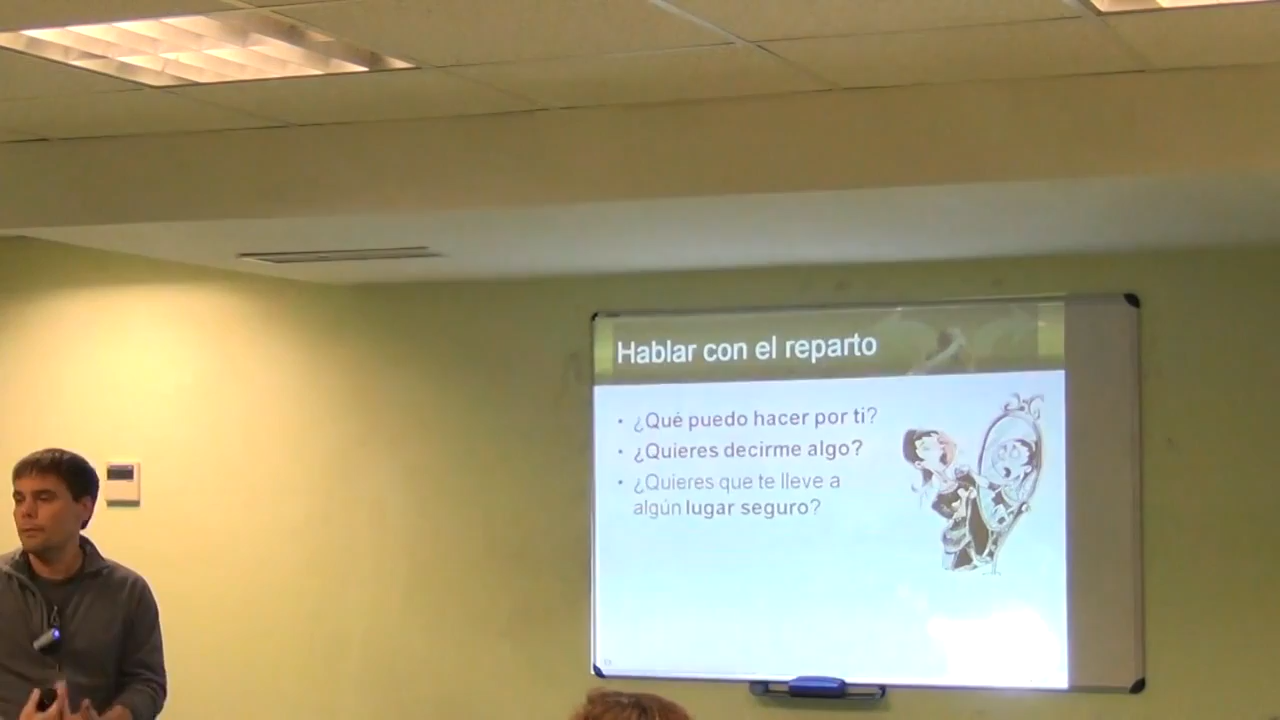 Hablar con el reparto
• ¿Qué puedo hacer por ti?
• ¿Quieres decirme algo?
• ¿Quieres que te lleve a
algún lugar seguro?